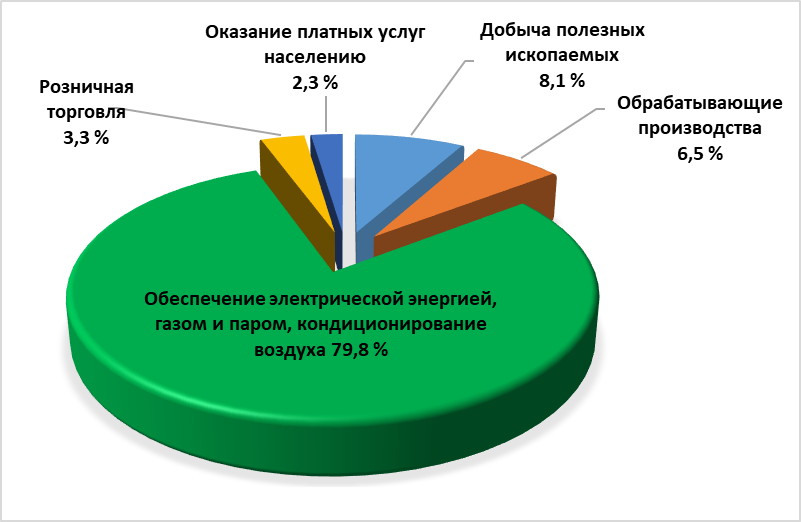 Оказание платных услуг
населению
2,3 %
Добыча полезных
ископаемых
8,1 %
Розничная
торговля
3,3 %
Обрабатывающие
производства
6,5 %
Обеспечение электрической энергией,
газом и паром, кондиционирование
воздуха 79,8 %